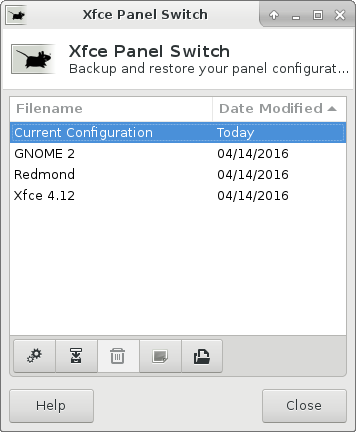 Xfce Panel Switch
Xfce Panel Switch
Backup and restore your panel configurat...
Filename Date Modified
Current Configuration Today
GNOME 2 04/14/2016
Redmond 04/14/2016
Xfce 4.12 04/14/2016
Help Close